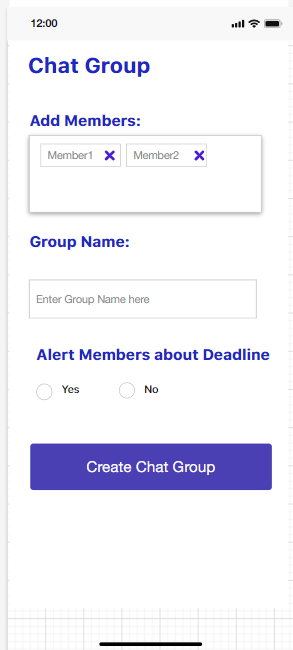 12:00
Chat Group
Add Members:
Member1 Member2
Group Name:
Enter Group Name here
Alert Members about Deadline
Yes No
Create Chat Group